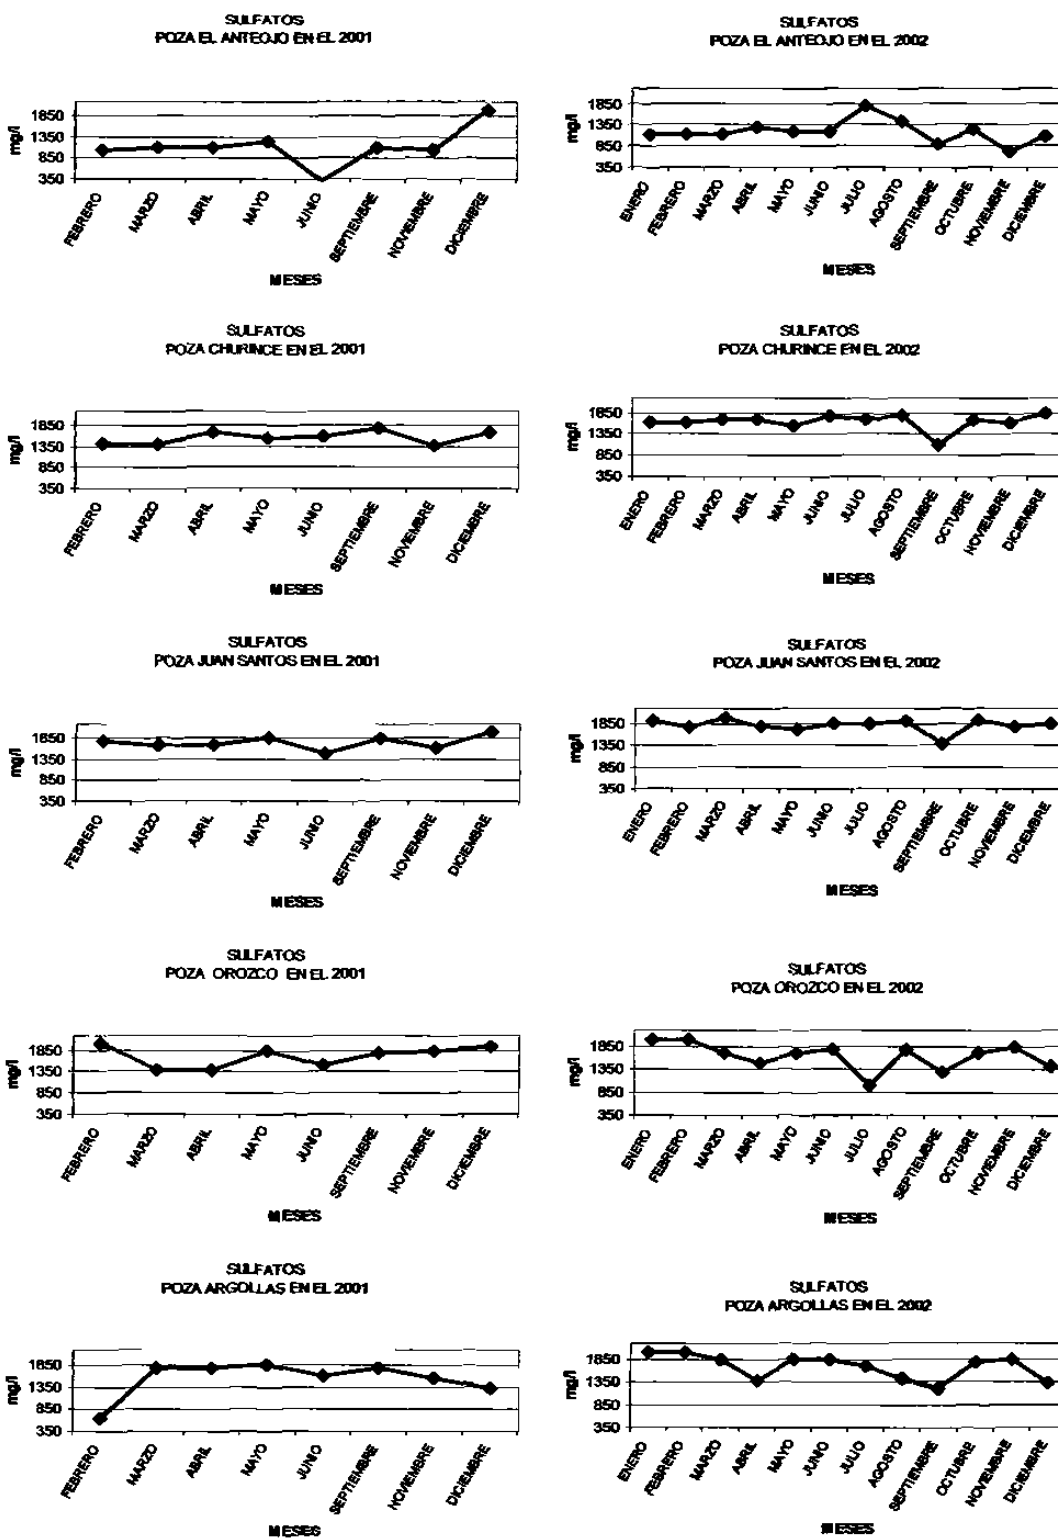 SULFATOS
POZA EL ANTEOJO EN EL 2001
mg/l
1850
1350
850
350
FEBRERO
MARZO
ABRIL
MAYO
JUNIO
SEPTIEMBRE
NOVIEMBRE
DICIEMBRE
MESES
SULFATOS
POZA EL ANTEOJO EN EL 2002
mg/l
1850
1350
850
350
ENERO
FEBRERO
MARZO
ABRIL
MAYO
JUNIO
JULIO
AGOSTO
SEPTIEMBRE
OCTUBRE
NOVIEMBRE
DICIEMBRE
MESES
SULFATOS
POZA CHURINCE EN EL 2001
mg/l
1850
1350
850
350
FEBRERO
MARZO
ABRIL
MAYO
JUNIO
SEPTIEMBRE
NOVIEMBRE
DICIEMBRE
MESES
SULFATOS
POZA CHURINCE EN EL 2002
mg/l
1850
1350
850
350
ENERO
FEBRERO
MARZO
ABRIL
MAYO
JUNIO
JULIO
AGOSTO
SEPTIEMBRE
OCTUBRE
NOVIEMBRE
DICIEMBRE
MESES
SULFATOS
POZA JUAN SANTOS EN EL 2001
mg/l
1850
1350
850
350
FEBRERO
MARZO
ABRIL
MAYO
JUNIO
SEPTIEMBRE
NOVIEMBRE
DICIEMBRE
MESES
SULFATOS
POZA JUAN SANTOS EN EL 2002
mg/l
1850
1350
850
350
ENERO
FEBRERO
MARZO
ABRIL
MAYO
JUNIO
JULIO
AGOSTO
SEPTIEMBRE
OCTUBRE
NOVIEMBRE
DICIEMBRE
MESES
SULFATOS
POZA OROZCO EN EL 2001
mg/l
1850
1350
850
350
FEBRERO
MARZO
ABRIL
MAYO
JUNIO
SEPTIEMBRE
NOVIEMBRE
DICIEMBRE
MESES
SULFATOS
POZA OROZCO EN EL 2002
mg/l
1850
1350
850
350
ENERO
FEBRERO
MARZO
ABRIL
MAYO
JUNIO
JULIO
AGOSTO
SEPTIEMBRE
OCTUBRE
NOVIEMBRE
DICIEMBRE
MESES
SULFATOS
POZA ARGOLLAS EN EL 2001
mg/l
1850
1350
850
350
FEBRERO
MARZO
ABRIL
MAYO
JUNIO
SEPTIEMBRE
NOVIEMBRE
DICIEMBRE
MESES
SULFATOS
POZA ARGOLLAS EN EL 2002
mg/l
1850
1350
850
350
ENERO
FEBRERO
MARZO
ABRIL
MAYO
JUNIO
JULIO
AGOSTO
SEPTIEMBRE
OCTUBRE
NOVIEMBRE
DICIEMBRE
MESES